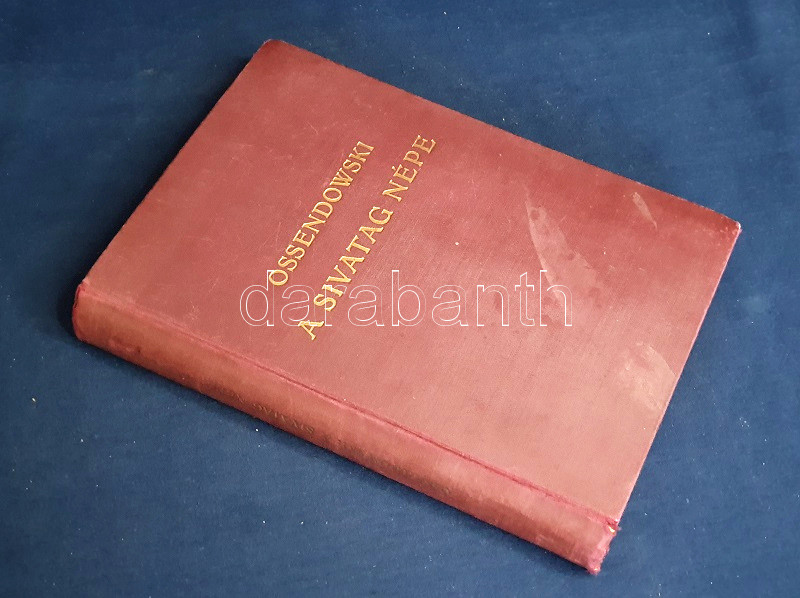 OSSENDOWSKI
A SIVATAG NÉPE
darabanth